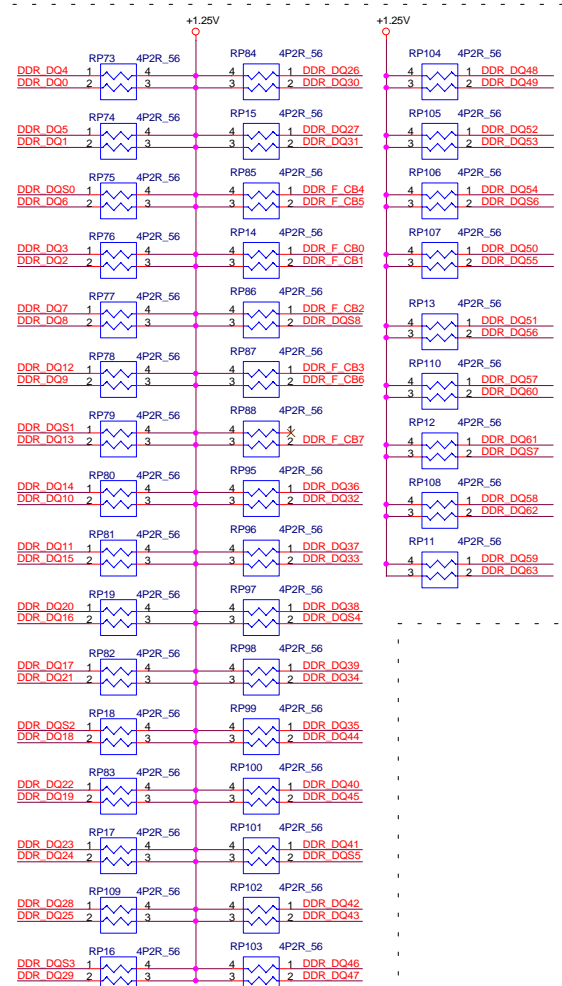 +1.25V +1.25V
RP73 4P2R_56 RP84 4P2R_56 RP104 4P2R_56
DDR_DQ4 1 4 4 1 DDR_DQ26 4 1 DDR_DQ48
DDR_DQ0 2 3 3 2 DDR_DQ30 3 2 DDR_DQ49
RP74 4P2R_56 RP15 4P2R_56 RP105 4P2R_56
DDR_DQ5 1 4 4 1 DDR_DQ27 4 1 DDR_DQ52
DDR_DQ1 2 3 3 2 DDR_DQ31 3 2 DDR_DQ53
RP75 4P2R_56 RP85 4P2R_56 RP106 4P2R_56
DDR_DQS0 1 4 4 1 DDR_F_CB4 4 1 DDR_DQ54
DDR_DQ6 2 3 3 2 DDR_F_CB5 3 2 DDR_DQS6
RP76 4P2R_56 RP14 4P2R_56 RP107 4P2R_56
DDR_DQ3 1 4 4 1 DDR_F_CB0 4 1 DDR_DQ50
DDR_DQ2 2 3 3 2 DDR_F_CB1 3 2 DDR_DQ55
RP77 4P2R_56 RP86 4P2R_56 RP13 4P2R_56
DDR_DQ7 1 4 4 1 DDR_F_CB2 4 1 DDR_DQ51
DDR_DQ8 2 3 3 2 DDR_DQS8 3 2 DDR_DQ56
RP78 4P2R_56 RP87 4P2R_56 RP110 4P2R_56
DDR_DQ12 1 4 4 1 DDR_F_CB3 4 1 DDR_DQ57
DDR_DQ9 2 3 3 2 DDR_F_CB6 3 2 DDR_DQ60
RP79 4P2R_56 RP88 4P2R_56 RP12 4P2R_56
DDR_DQS1 1 4 4 1 4 1 DDR_DQ61
DDR_DQ13 2 3 3 2 DDR_F_CB7 3 2 DDR_DQS7
RP80 4P2R_56 RP95 4P2R_56 RP108 4P2R_56
DDR_DQ14 1 4 4 1 DDR_DQ36 4 1 DDR_DQ58
DDR_DQ10 2 3 3 2 DDR_DQ32 3 2 DDR_DQ62
RP81 4P2R_56 RP96 4P2R_56 RP11 4P2R_56
DDR_DQ11 1 4 4 1 DDR_DQ37 4 1 DDR_DQ59
DDR_DQ15 2 3 3 2 DDR_DQ33 3 2 DDR_DQ63
RP19 4P2R_56 RP97 4P2R_56
DDR_DQ20 1 4 4 1 DDR_DQ38
DDR_DQ16 2 3 3 2 DDR_DQS4
RP82 4P2R_56 RP98 4P2R_56
DDR_DQ17 1 4 4 1 DDR_DQ39
DDR_DQ21 2 3 3 2 DDR_DQ34
RP18 4P2R_56 RP99 4P2R_56
DDR_DQS2 1 4 4 1 DDR_DQ35
DDR_DQ18 2 3 3 2 DDR_DQ44
RP83 4P2R_56 RP100 4P2R_56
DDR_DQ22 1 4 4 1 DDR_DQ40
DDR_DQ19 2 3 3 2 DDR_DQ45
RP17 4P2R_56 RP101 4P2R_56
DDR_DQ23 1 4 4 1 DDR_DQ41
DDR_DQ24 2 3 3 2 DDR_DQS5
RP109 4P2R_56 RP102 4P2R_56
DDR_DQ28 1 4 4 1 DDR_DQ42
DDR_DQ25 2 3 3 2 DDR_DQ43
RP16 4P2R_56 RP103 4P2R_56
DDR_DQS3 1 4 4 1 DDR_DQ46
DDR_DQ29 2 3 3 2 DDR_DQ47